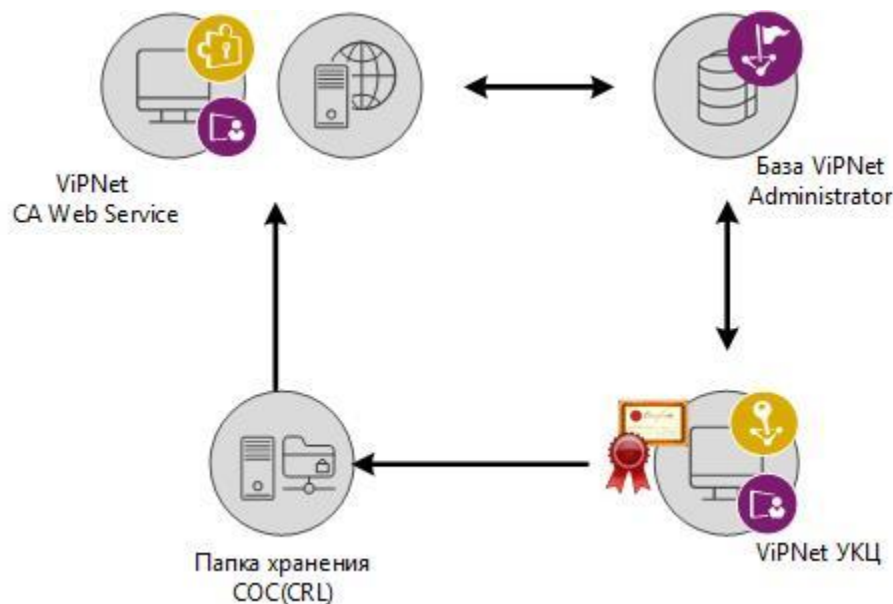 ViPNet
CA Web Service
База ViPNet
Administrator
Папка хранения
СОС(CRL)
ViPNet УКЦ